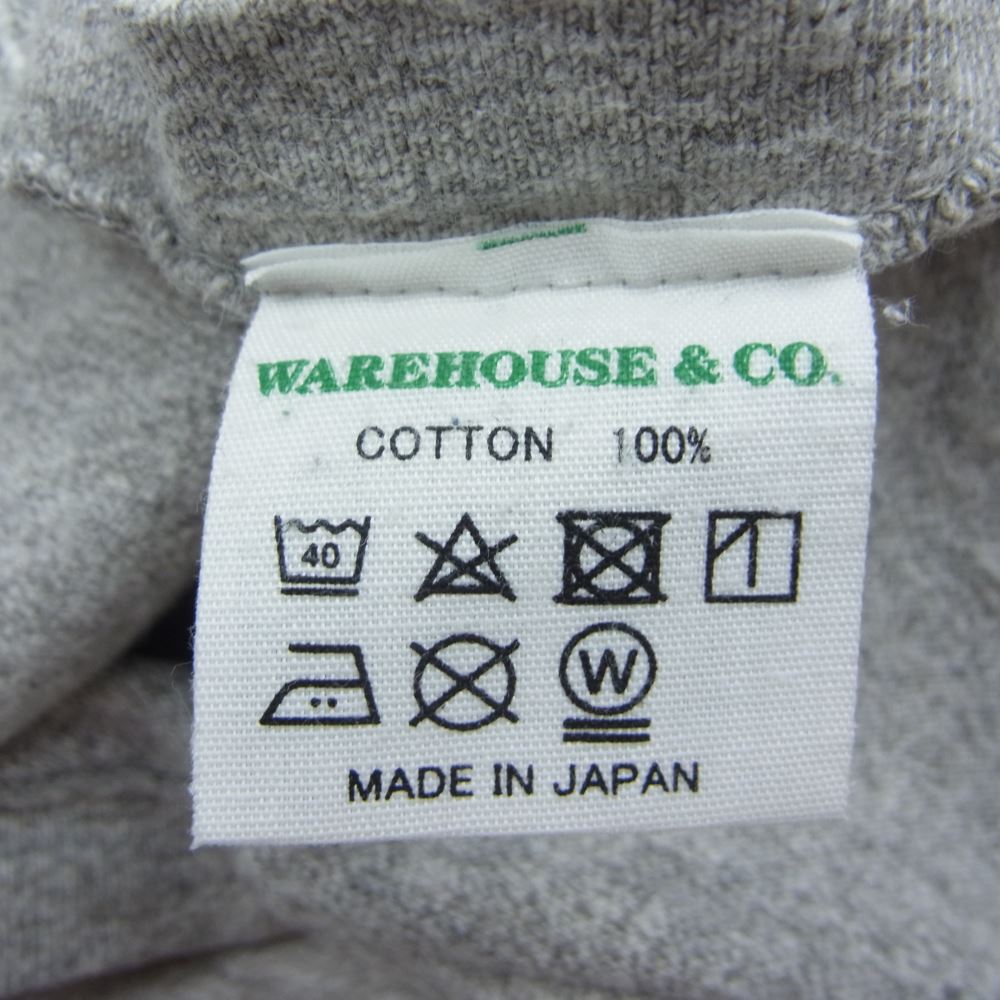 WAREHOUSE & CO.
COTTON 100%
40
W
MADE IN JAPAN